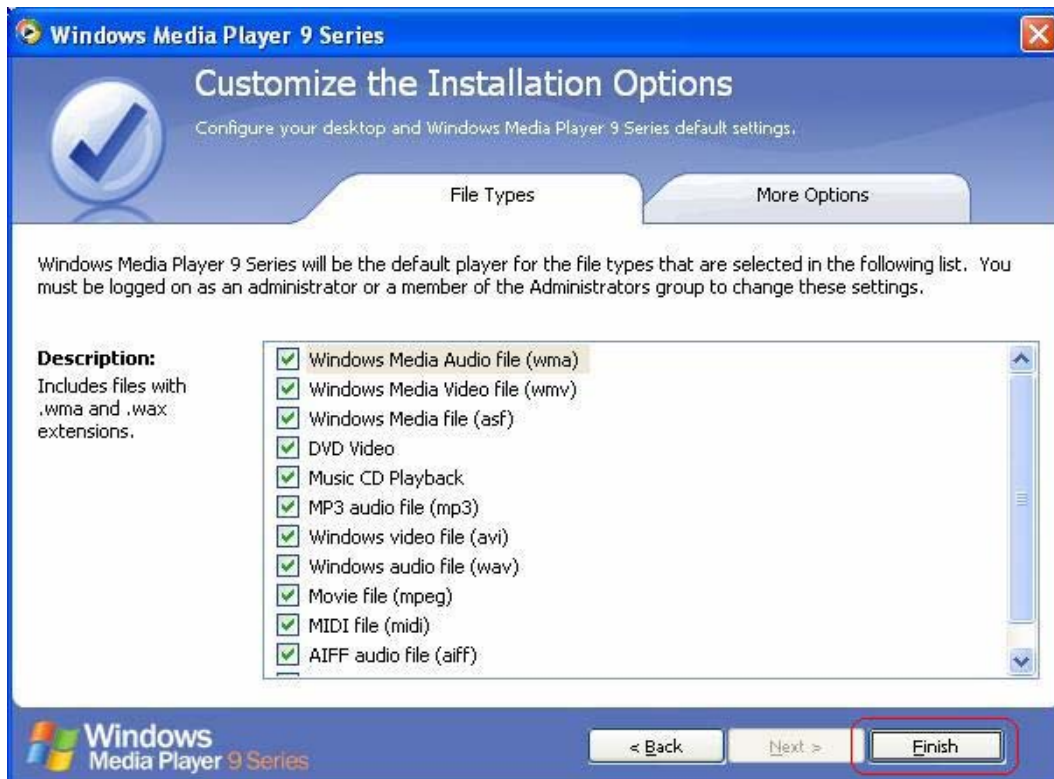 Windows Media Player 9 Series
Customize the Installation Options
Configure your desktop and Windows Media Player 9 Series default settings.
File Types
More Options
Windows Media Player 9 Series will be the default player for the file types that are selected in the following list. You
must be logged on as an administrator or a member of the Administrators group to change these settings.
Description:
Includes files with
.wma and .wax
extensions.
Windows Media Audio file (wma)
Windows Media Video file (wmv)
Windows Media file (asf)
DVD Video
Music CD Playback
MP3 audio file (mp3)
Windows video file (avi)
Windows audio file (wav)
Movie file (mpeg)
MIDI file (midi)
AIFF audio file (aiff)
Windows
Media Player 9 Series
< Back
Next >
Finish